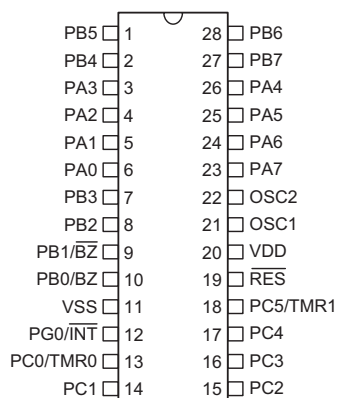 PB5 1 28 PB6
PB4 2 27 PB7
PA3 3 26 PA4
PA2 4 25 PA5
PA1 5 24 PA6
PA0 6 23 PA7
PB3 7 22 OSC2
PB2 8 21 OSC1
PB1/B̅Z̅ 9 20 VDD
PB0/BZ 10 19 R̅E̅S̅
VSS 11 18 PC5/TMR1
PG0/I̅N̅T̅ 12 17 PC4
PC0/TMR0 13 16 PC3
PC1 14 15 PC2